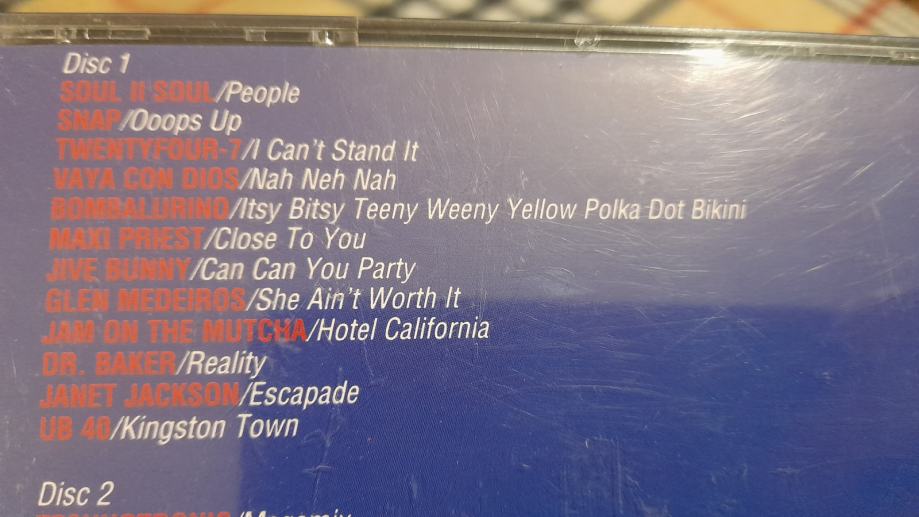 Disc 1
SOUL II SOUL/People
SNAP/Ooops Up
TWENTYFOUR-7/I Can't Stand It
VAYA CON DIOS/Nah Neh Nah
BOMBALURINO/Itsy Bitsy Teeny Weeny Yellow Polka Dot Bikini
MAXI PRIEST/Close To You
JIVE BUNNY/Can Can You Party
GLEN MEDEIROS/She Ain't Worth It
JAM ON THE MUTCHA/Hotel California
DR. BAKER/Reality
JANET JACKSON/Escapade
UB 40/Kingston Town
Disc 2
/Megamix